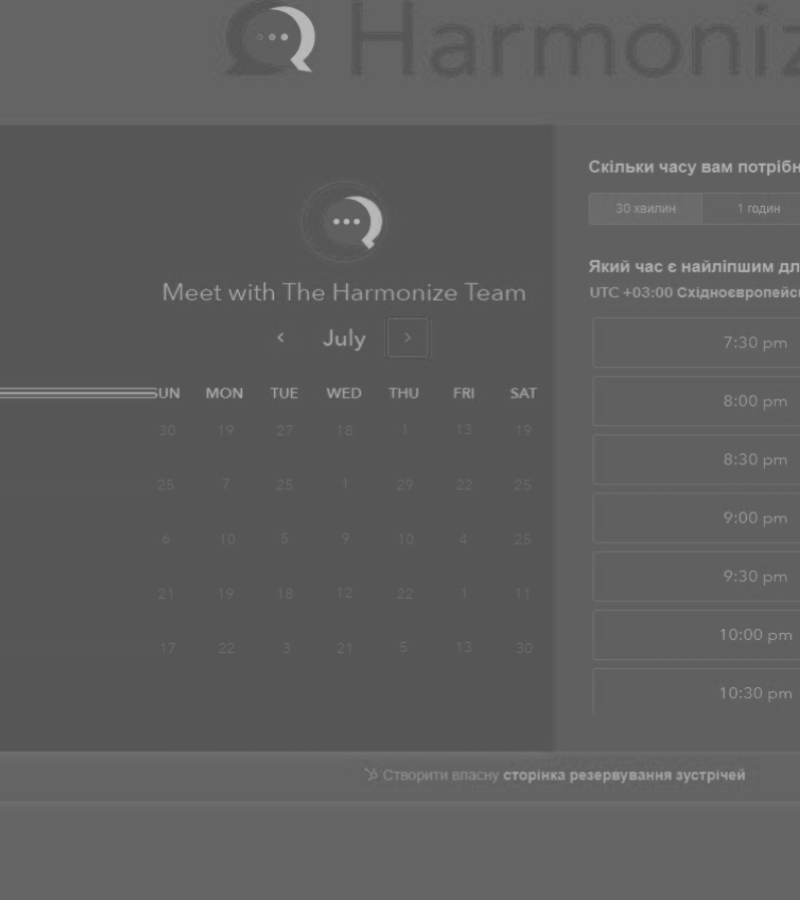 Harmoniz
Meet with The Harmonize Team
July
SUN MON TUE WED THU FRI SAT
30 19 27 18 1 13 19
25 7 25 1 29 22 25
6 10 5 9 10 4 25
21 19 18 12 22 1 11
17 22 3 21 5 13 30
Скільки часу вам потрібн
30 хвилин 1 годин
Який час є найліпшим дл
UTC +03:00 Східноєвропейс
7:30 pm
8:00 pm
8:30 pm
9:00 pm
9:30 pm
10:00 pm
10:30 pm
Створити власну сторінка резервування зустрічей